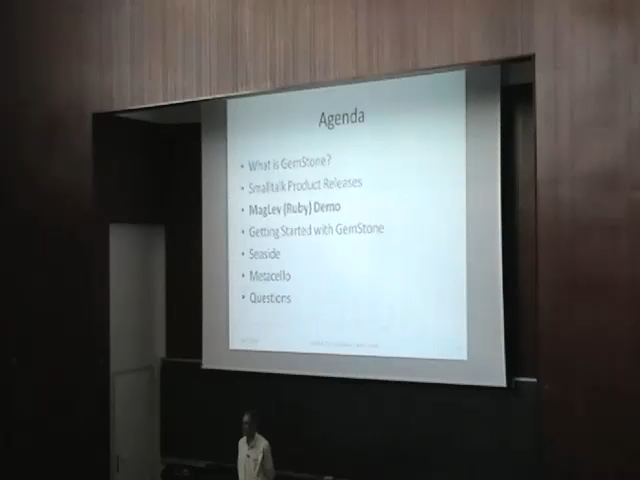 Agenda
• What is GemStone?
• Smalltalk Product Releases
• MagLev (Ruby) Demo
• Getting Started with GemStone
• Seaside
• Metacello
• Questions